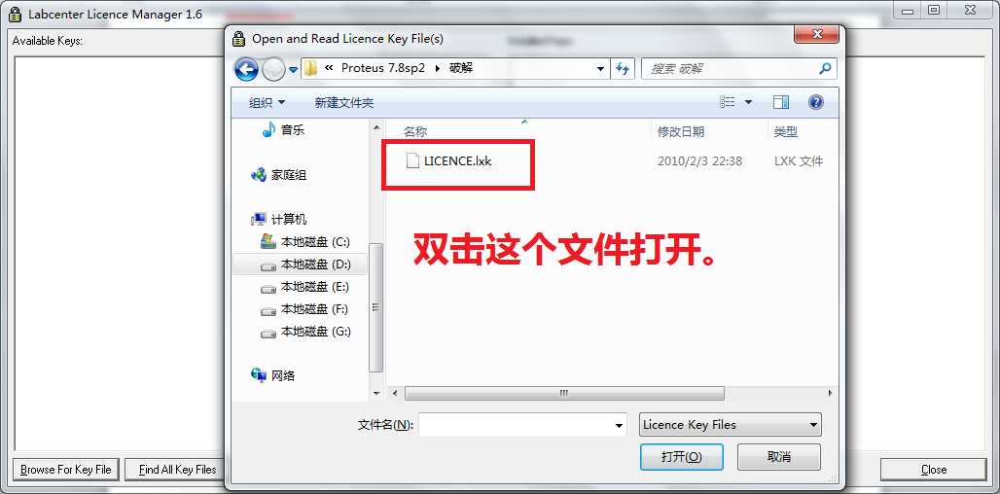 Labcenter Licence Manager 1.6
Available Keys:
Open and Read Licence Key File(s)
« Proteus 7.8sp2 破解
搜索 破解
组织 新建文件夹
名称 修改日期 类型
LICENCE.lxk 2010/2/3 22:38 LXK 文件
音乐
家庭组
计算机
本地磁盘 (C:)
本地磁盘 (D:)
本地磁盘 (E:)
本地磁盘 (F:)
本地磁盘 (G:)
网络
双击这个文件打开。
文件名(N):
Licence Key Files
打开(O) 取消
Browse For Key File Find All Key Files Close